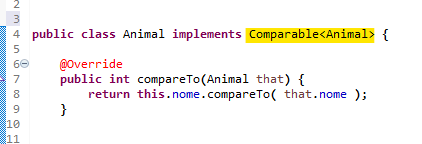 2
3
4 public class Animal implements Comparable<Animal> {
5
6 @Override
7 public int compareTo(Animal that) {
8 return this.nome.compareTo( that.nome );
9 }
10
11